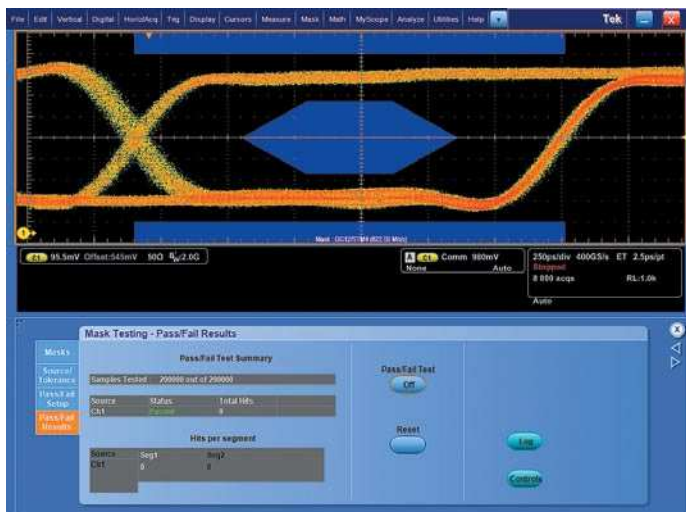 File Edit Vertical Digital Horiz/Acq Trig Display Cursors Measure Mask Math MyScope Analyze Utilities Help Tek X
1
C1 95.5mV Offset:545mV 50Ω BW:2.0G
A C1 Comm 980mV
None Auto
250ps/div 400GS/s ET 2.5ps/pt
Stopped
8 000 acqs RL:1.0k
Auto
Mask Testing - Pass/Fail Results
X
Masks
Source/
Tolerance
Pass/Fail
Setup
Pass/Fail
Results
Pass/Fail Test Summary
Samples Tested 200000 out of 200000
Source Status Total Hits
Ch1 Passed 0
Hits per segment
Source Seg1 Seg2
Ch1 0 0
Pass/Fail Test
Off
Reset
Log
Controls